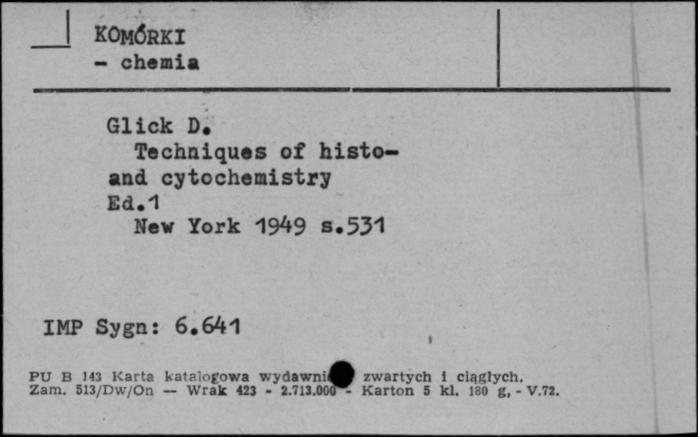 KOMÓRKI
- chemia
Glick D.
Techniques of histo-
and cytochemistry
Ed.1
New York 1949 s.531
IMP Sygn: 6.641
PU B 143 Karta katalogowa zwartych i ciągłych.
Zam. 513/Dw/On — Wrak 423 - 2.713.000 - Karton 5 kl. 180 g, - V.72.